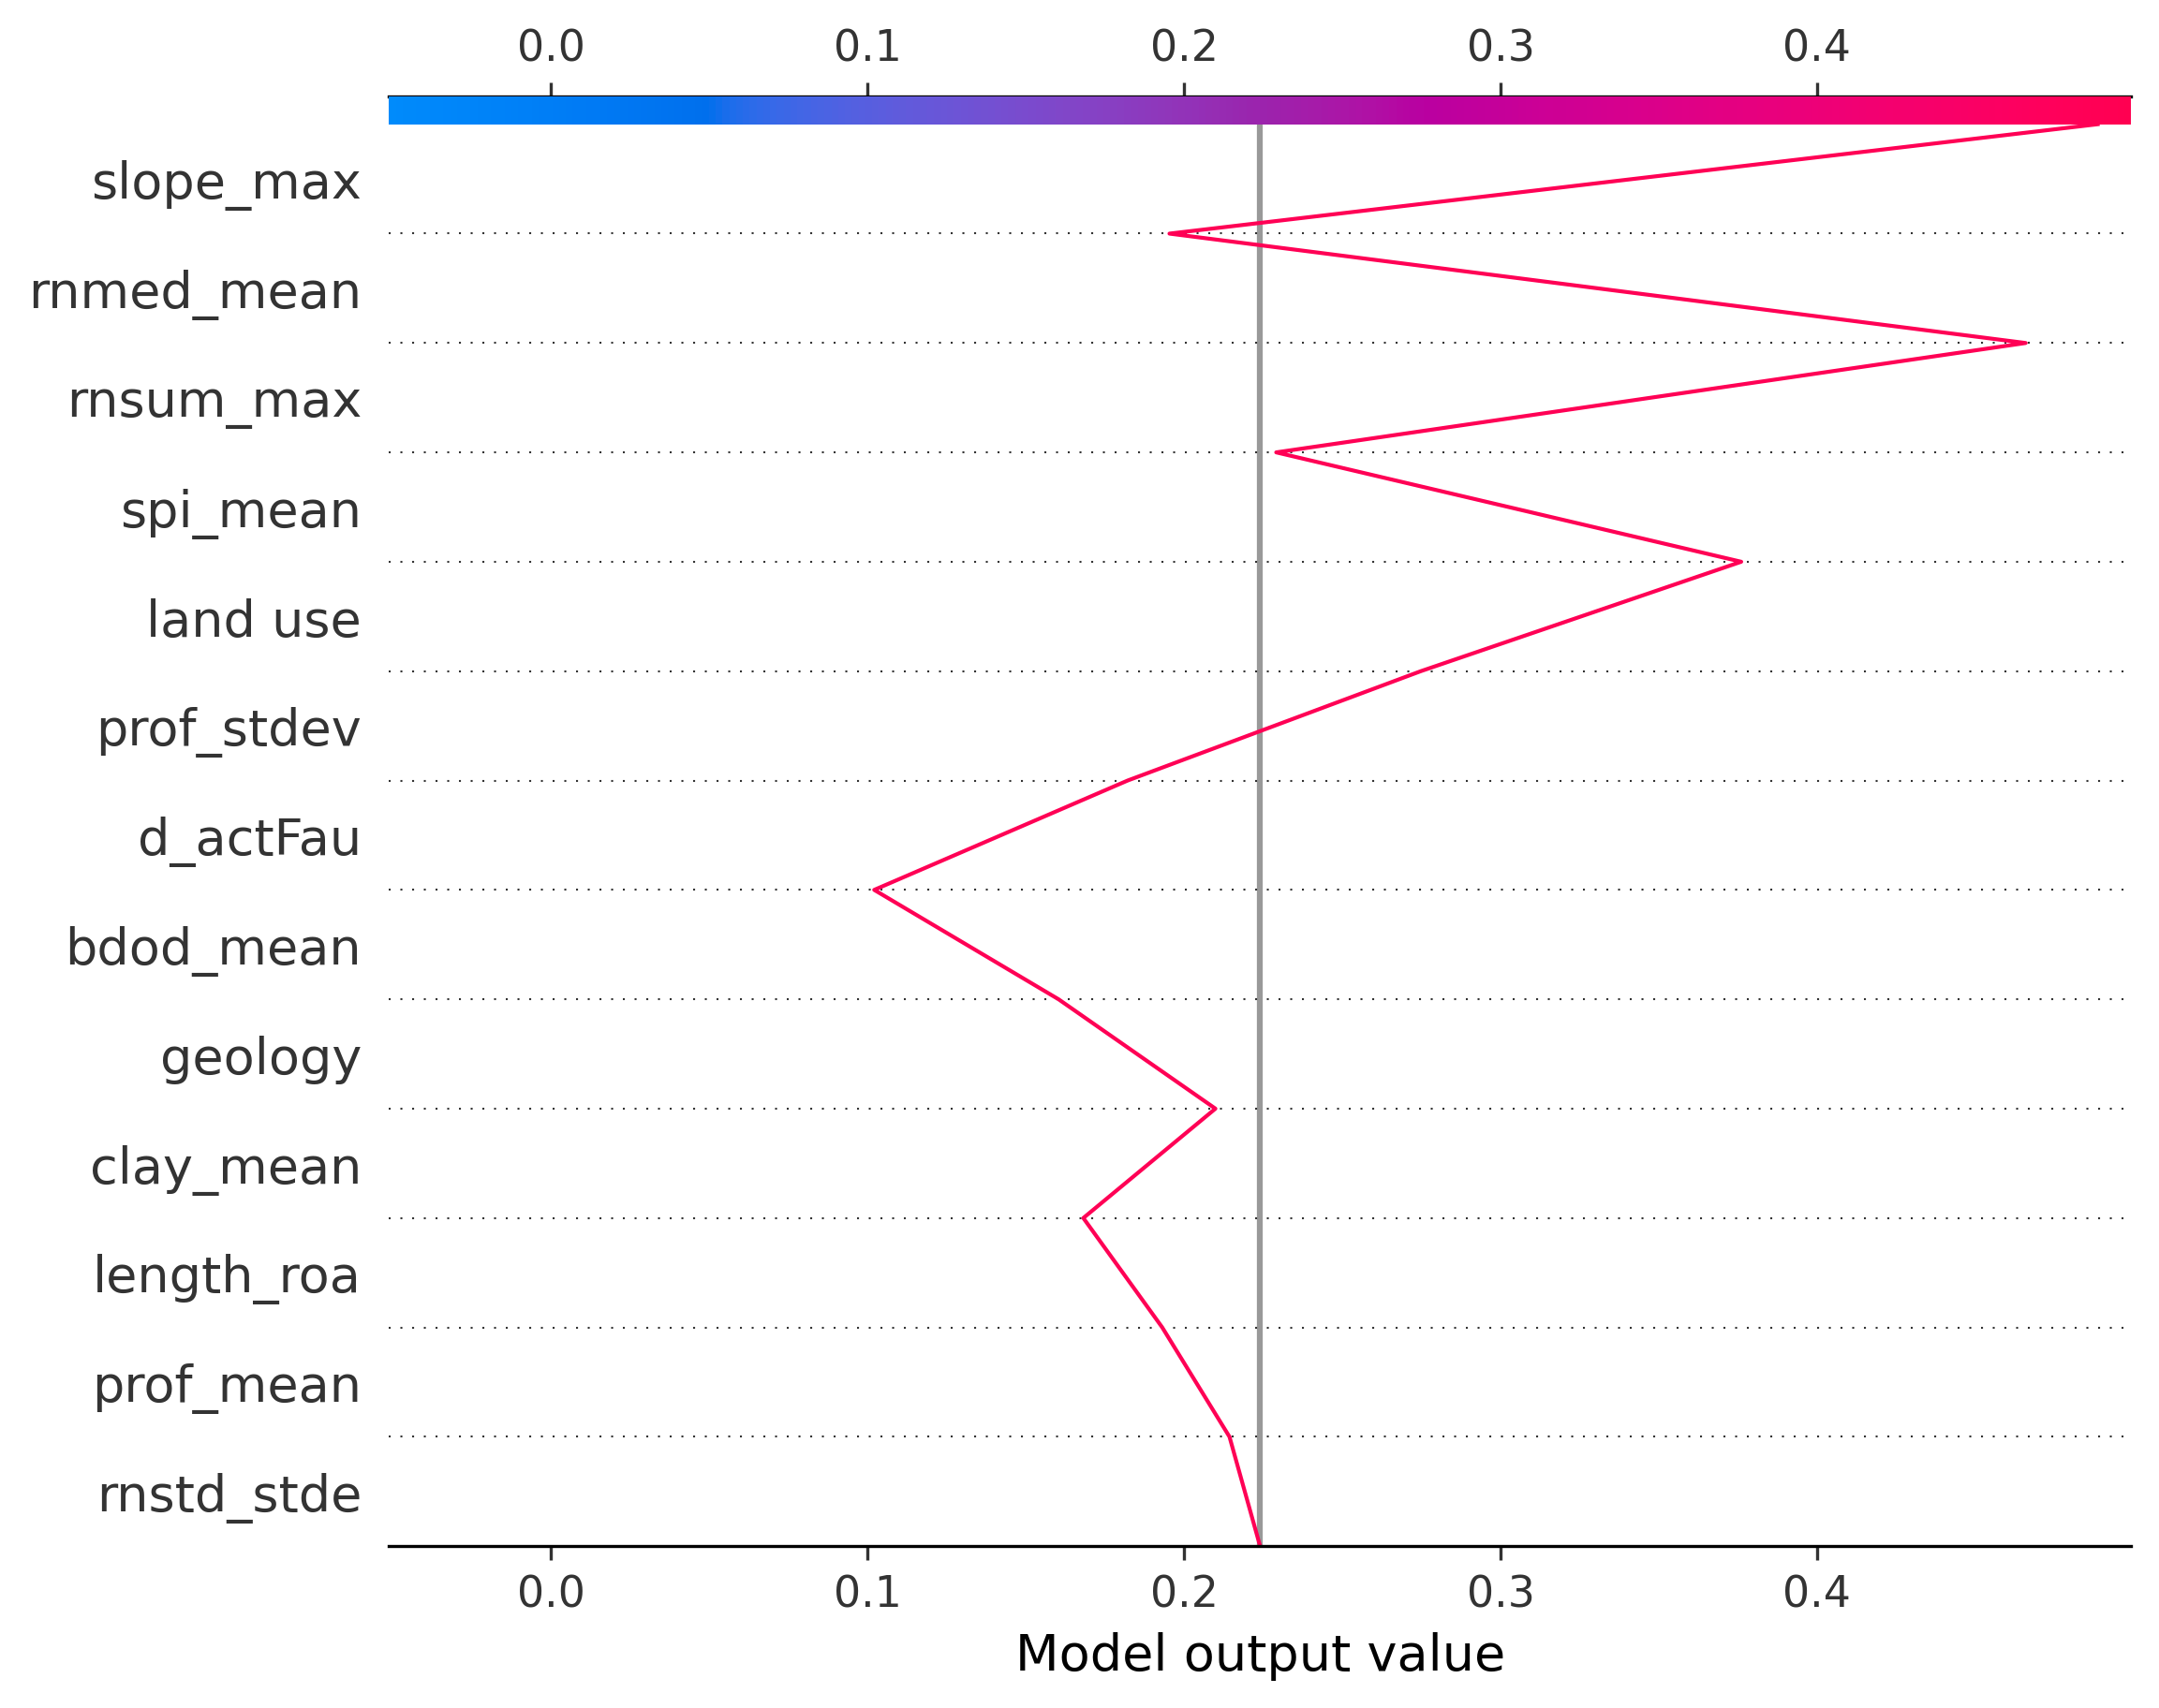 0.0 0.1 0.2 0.3 0.4
slope_max
rnmed_mean
rnsum_max
spi_mean
land use
prof_stdev
d_actFau
bdod_mean
geology
clay_mean
length_roa
prof_mean
rnstd_stde
0.0 0.1 0.2 0.3 0.4
Model output value